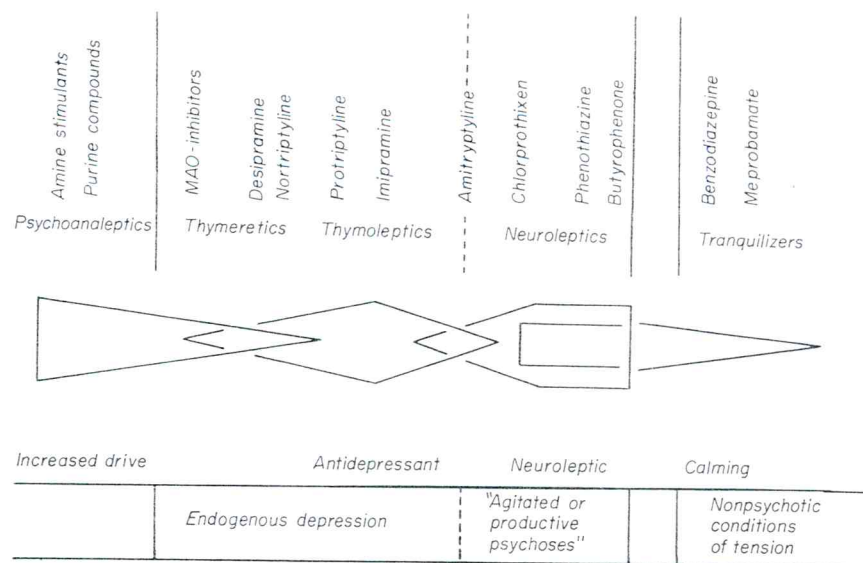 Amine stimulants
Purine compounds
MAO-inhibitors
Desipramine
Nortriptyline
Protriptyline
Imipramine
Amitryptyline
Chlorprothixen
Phenothiazine
Butyrophenone
Benzodiazepine
Meprobamate
Psychoanaleptics
Thymeretics
Thymoleptics
Neuroleptics
Tranquilizers
Increased drive
Antidepressant
Neuroleptic
Calming
Endogenous depression
"Agitated or
productive
psychoses"
Nonpsychotic
conditions
of tension